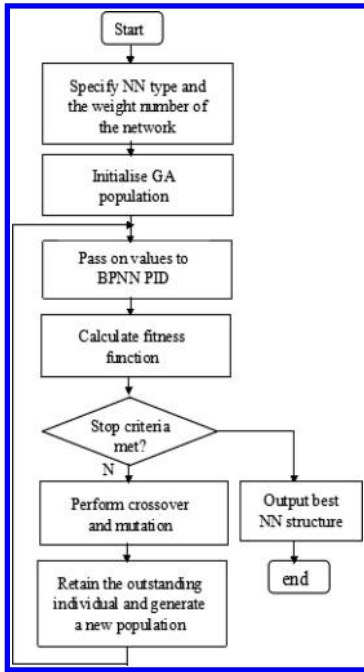 Start
Specify NN type and
the weight number of
the network
Initialise GA
population
Pass on values to
BPNN PID
Calculate fitness
function
Stop criteria
met?
N
Perform crossover
and mutation
Output best
NN structure
Retain the outstanding
individual and generate
a new population
end